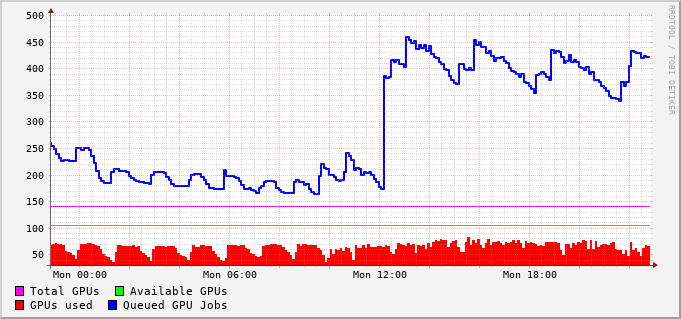 RRDTOOL / TOBI OETIKER
500
450
400
350
300
250
200
150
100
50
Mon 00:00 Mon 06:00 Mon 12:00 Mon 18:00
Total GPUs Available GPUs
GPUs used Queued GPU Jobs